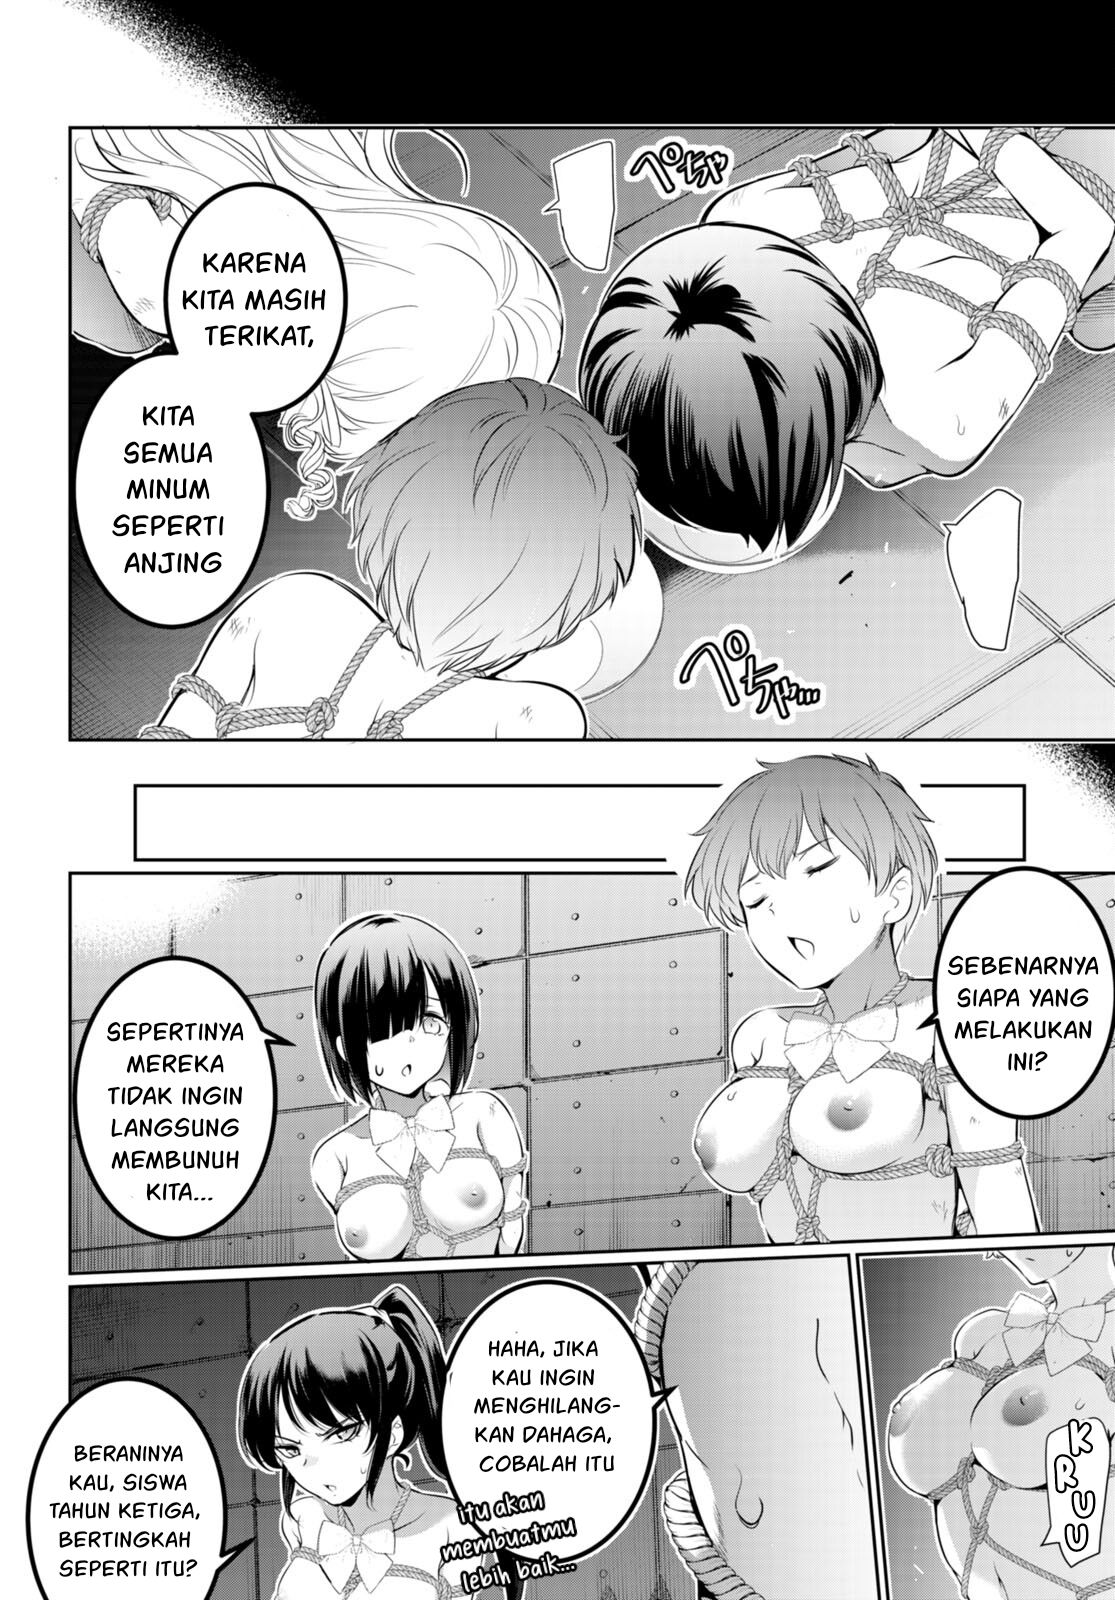 ペちゃ
KARENA
KITA MASIH
TERIKAT,
KITA
SEMUA
MINUM
SEPERTI
ANJING
ペちゃ...
SEBENARNYA
SIAPA YANG
MELAKUKAN
INI?
SEPERTINYA
MEREKA
TIDAK INGIN
LANGSUNG
MEMBUNUH
KITA...
KRUU
HAHA, JIKA
KAU INGIN
MENGHILANG-
KAN DAHAGA,
COBALAH ITU
itu akan
membuatmu
lebih baik...
BERANINYA
KAU, SISWA
TAHUN KETIGA,
BERTINGKAH
SEPERTI ITU?